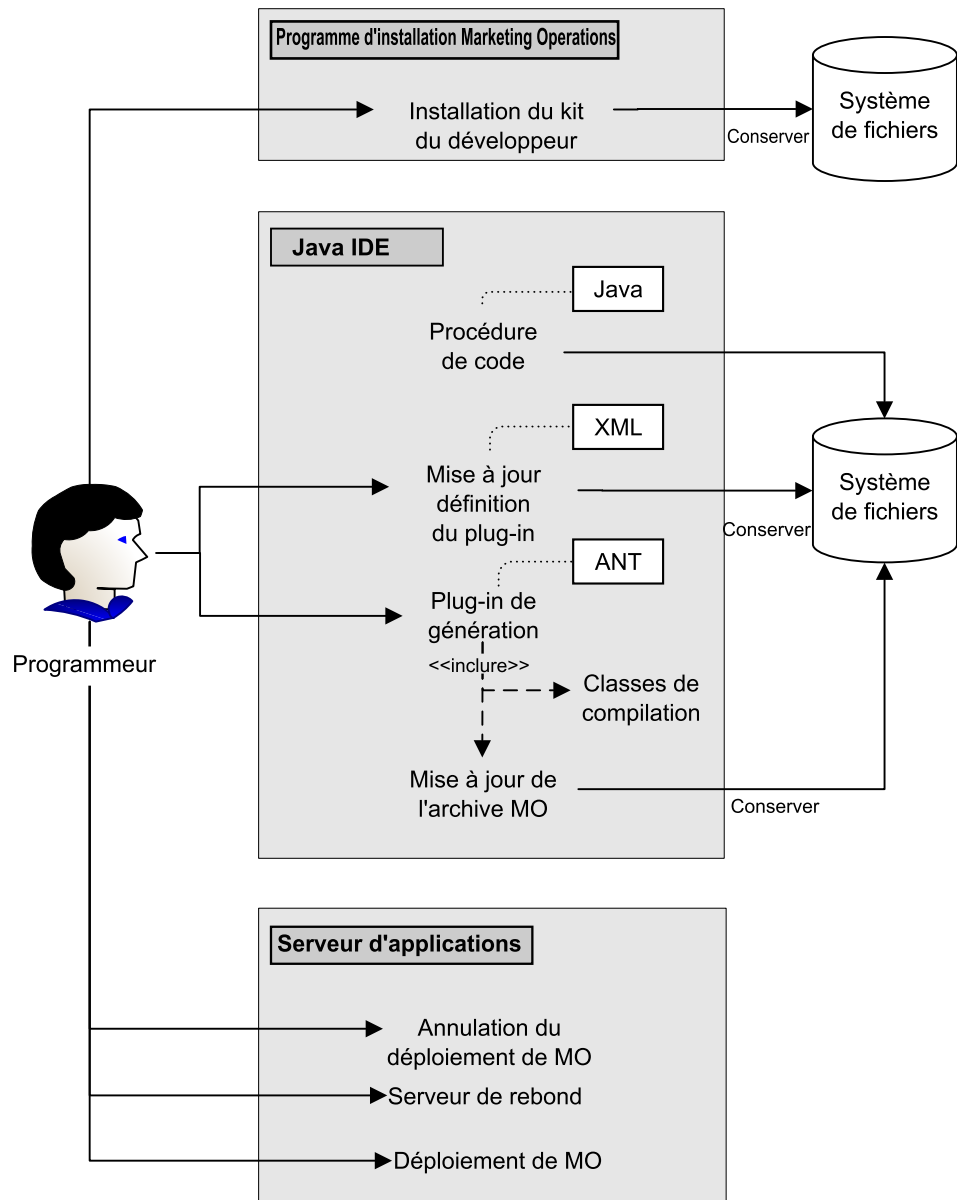 Programme d'installation Marketing Operations
Installation du kit
du développeur
Conserver
Système
de fichiers
Java IDE
Java
Procédure
de code
XML
Mise à jour
définition
du plug-in
Conserver
Système
de fichiers
ANT
Plug-in de
génération
<<inclure>>
Classes de
compilation
Mise à jour de
l'archive MO
Conserver
Programmeur
Serveur d'applications
Annulation du
déploiement de MO
Serveur de rebond
Déploiement de MO